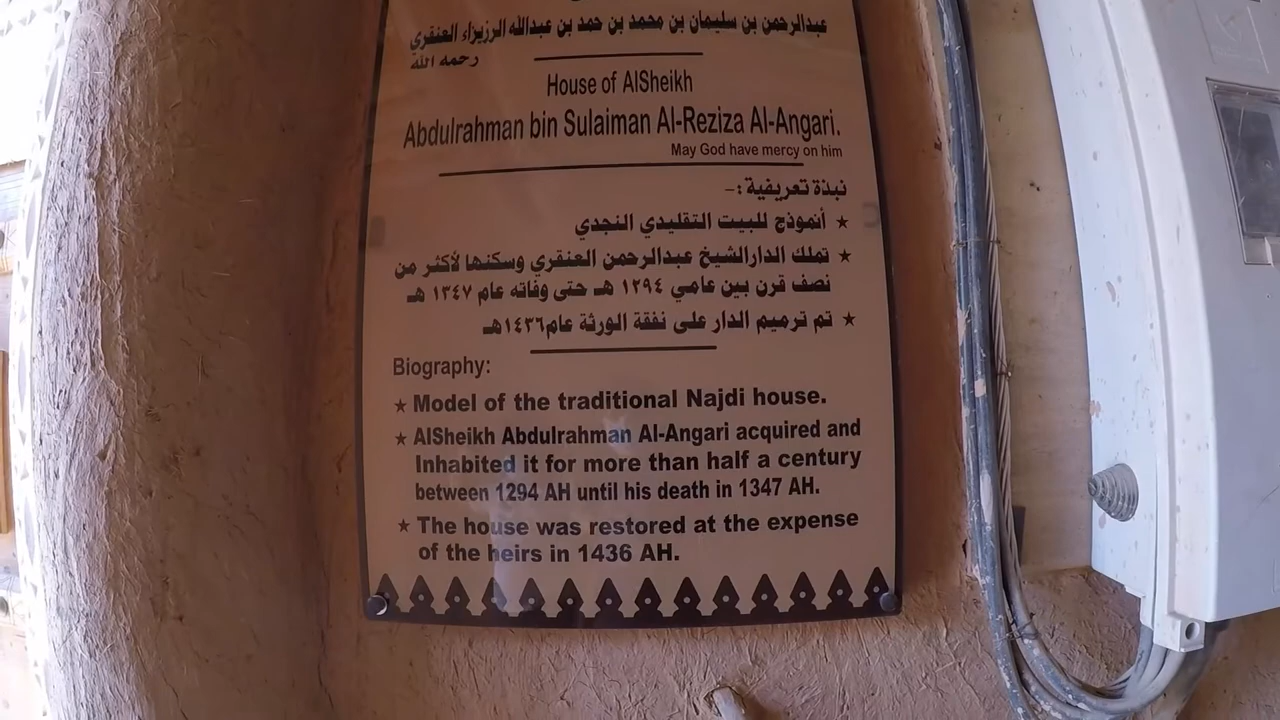 عبدالرحمن بن سليمان بن محمد بن حمد بن عبدالله الرزيزاء العنقري
رحمه الله
House of AlSheikh
Abdulrahman bin Sulaiman Al-Reziza Al-Angari.
May God have mercy on him
نبذة تعريفية :-
★ أنموذج للبيت التقليدي النجدي
★ تملك الدارالشيخ عبدالرحمن العنقري وسكنها لأكثر من
نصف قرن بين عامي ١٢٩٤ هـ حتى وفاته عام ١٣٤٧ هـ
★ تم ترميم الدار على نفقة الورثة عام١٤٣٦هـ
Biography:
★ Model of the traditional Najdi house.
★ AlSheikh Abdulrahman Al-Angari acquired and
Inhabited it for more than half a century
between 1294 AH until his death in 1347 AH.
★ The house was restored at the expense
of the heirs in 1436 AH.